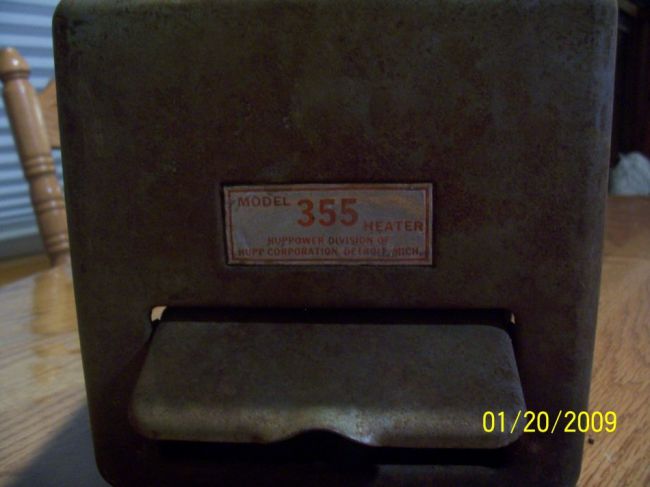 MODEL 355 HEATER
HUPPOWER DIVISION OF
HUPP CORPORATION, DETROIT, MICH.
01/20/2009